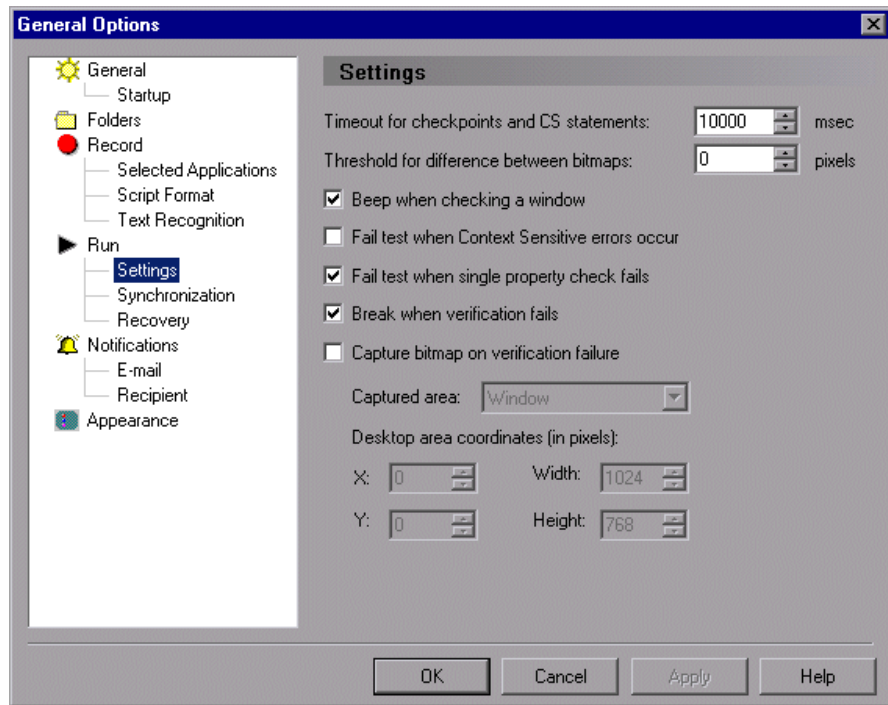 General Options
General
Startup
Folders
Record
Selected Applications
Script Format
Text Recognition
Run
Settings
Synchronization
Recovery
Notifications
E-mail
Recipient
Appearance
Settings
Timeout for checkpoints and CS statements: 10000 msec
Threshold for difference between bitmaps: 0 pixels
Beep when checking a window
Fail test when Context Sensitive errors occur
Fail test when single property check fails
Break when verification fails
Capture bitmap on verification failure
Captured area: Window
Desktop area coordinates (in pixels):
X: 0 Width: 1024
Y: 0 Height: 768
OK Cancel Apply Help